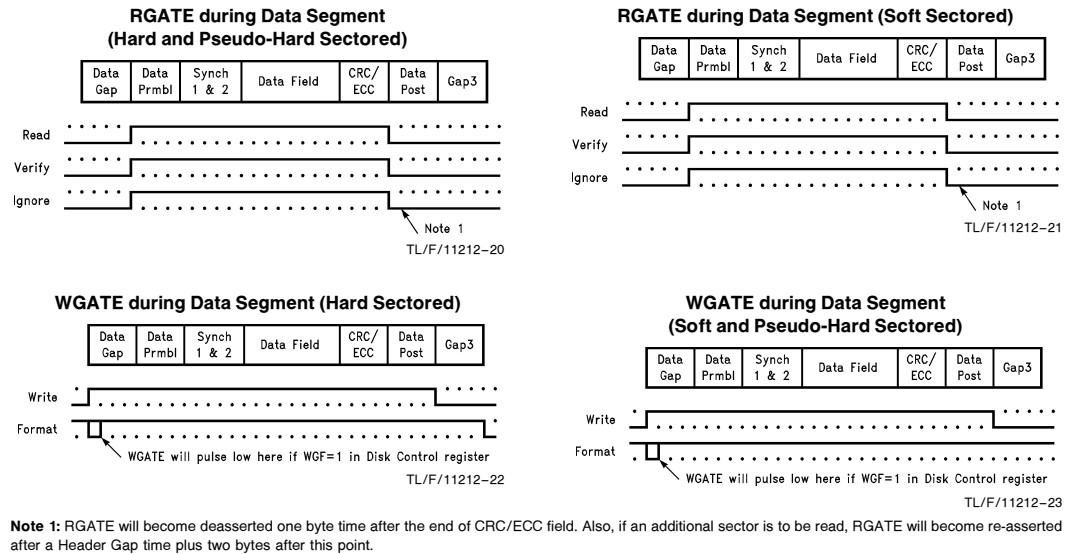 RGATE during Data Segment
(Hard and Pseudo-Hard Sectored)
Data Gap
Data Prmbl
Synch 1 & 2
Data Field
CRC/ ECC
Data Post
Gap3
Read
Verify
Ignore
Note 1
TL/F/11212–20
RGATE during Data Segment (Soft Sectored)
Data Gap
Data Prmbl
Synch 1 & 2
Data Field
CRC/ ECC
Data Post
Gap3
Read
Verify
Ignore
Note 1
TL/F/11212–21
WGATE during Data Segment (Hard Sectored)
Data Gap
Data Prmbl
Synch 1 & 2
Data Field
CRC/ ECC
Data Post
Gap3
Write
Format
WGATE will pulse low here if WGF=1 in Disk Control register
TL/F/11212–22
WGATE during Data Segment
(Soft and Pseudo-Hard Sectored)
Data Gap
Data Prmbl
Synch 1 & 2
Data Field
CRC/ ECC
Data Post
Gap3
Write
Format
WGATE will pulse low here if WGF=1 in Disk Control register
TL/F/11212–23
Note 1: RGATE will become deasserted one byte time after the end of CRC/ECC field. Also, if an additional sector is to be read, RGATE will become re-asserted
after a Header Gap time plus two bytes after this point.